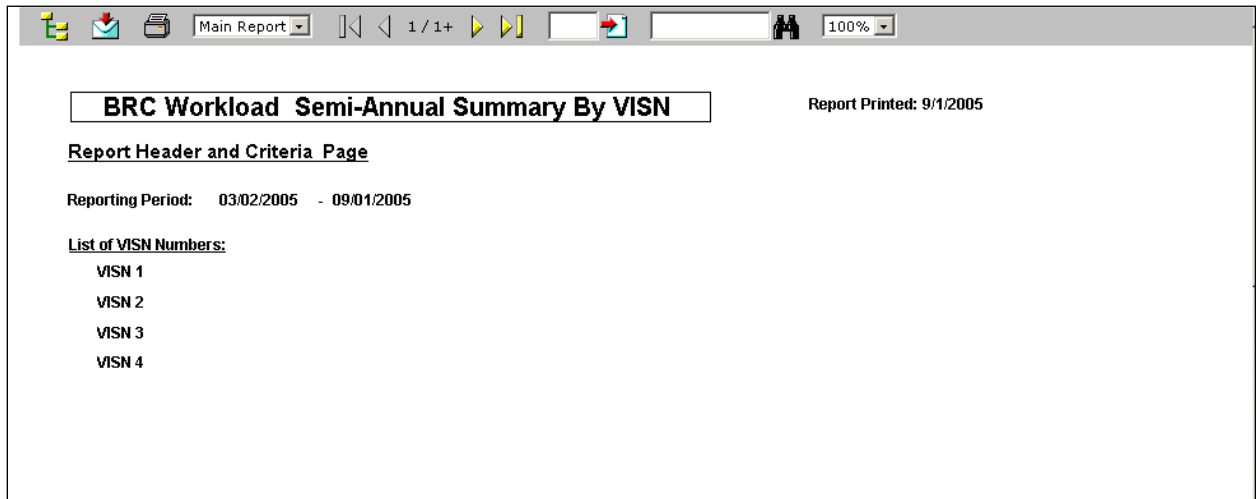 Main Report 1 / 1+ 100%
BRC Workload Semi-Annual Summary By VISN
Report Printed: 9/1/2005
Report Header and Criteria Page
Reporting Period: 03/02/2005 - 09/01/2005
List of VISN Numbers:
VISN 1
VISN 2
VISN 3
VISN 4